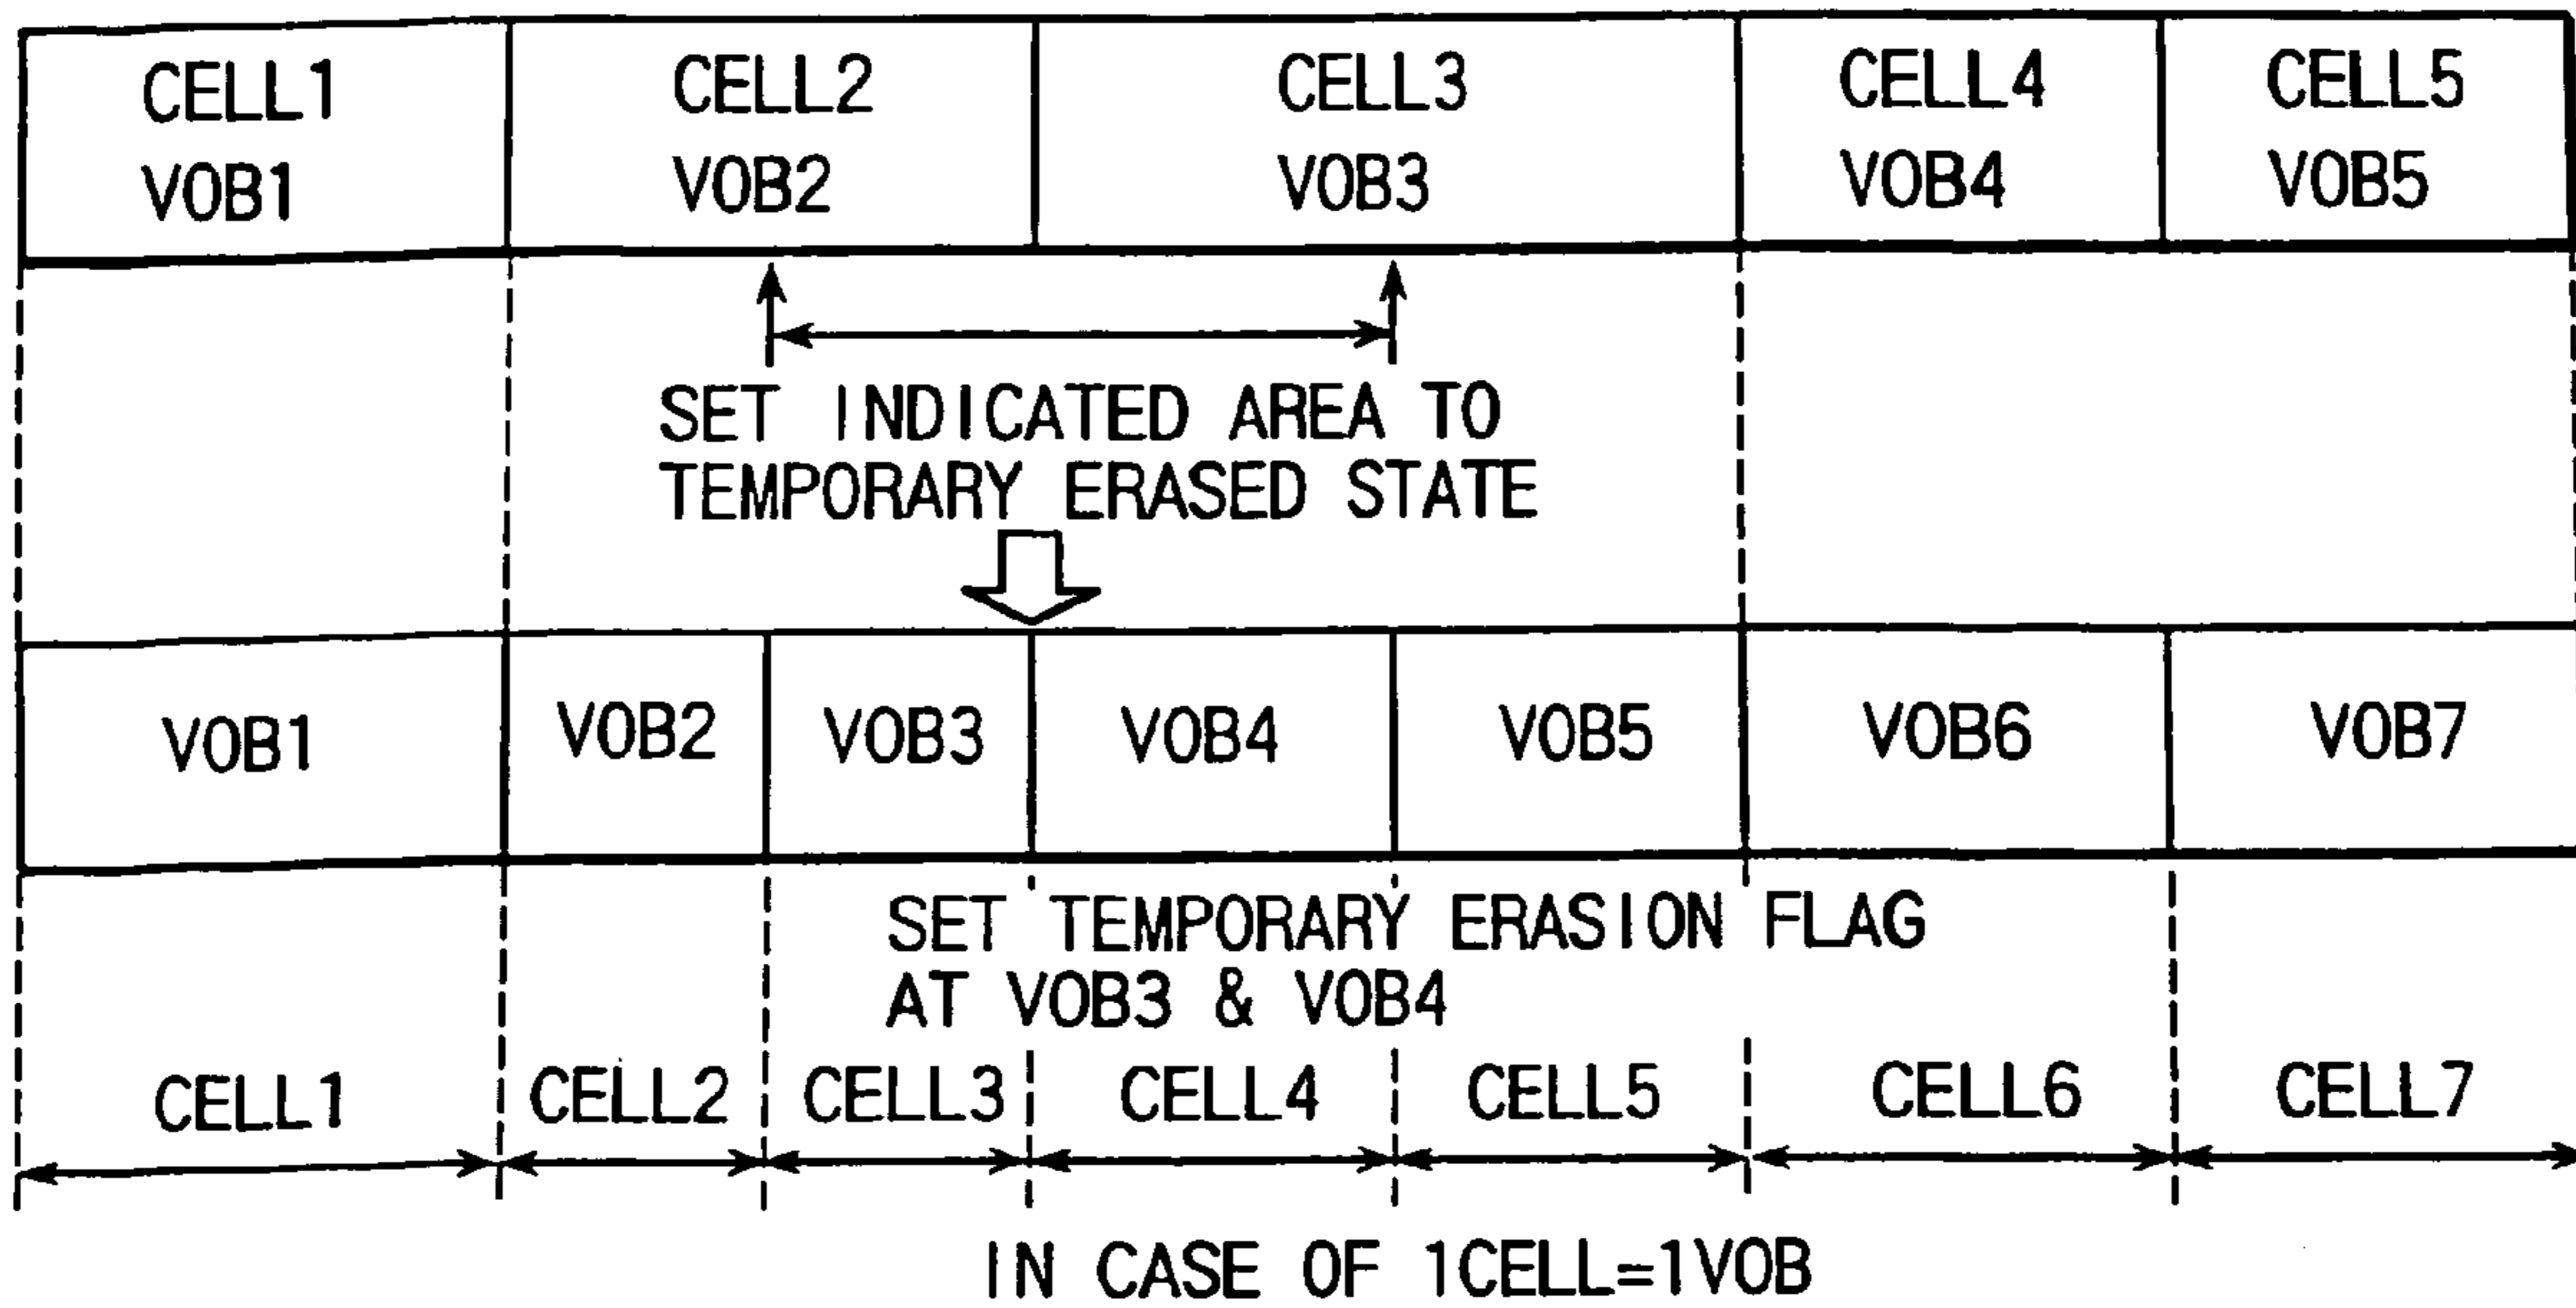 CELL1 CELL2 CELL3 CELL4 CELL5
VOB1 VOB2 VOB3 VOB4 VOB5
SET INDICATED AREA TO
TEMPORARY ERASED STATE
VOB1 VOB2 VOB3 VOB4 VOB5 VOB6 VOB7
SET TEMPORARY ERASION FLAG
AT VOB3 & VOB4
CELL1 CELL2 CELL3 CELL4 CELL5 CELL6 CELL7
IN CASE OF 1CELL=1VOB